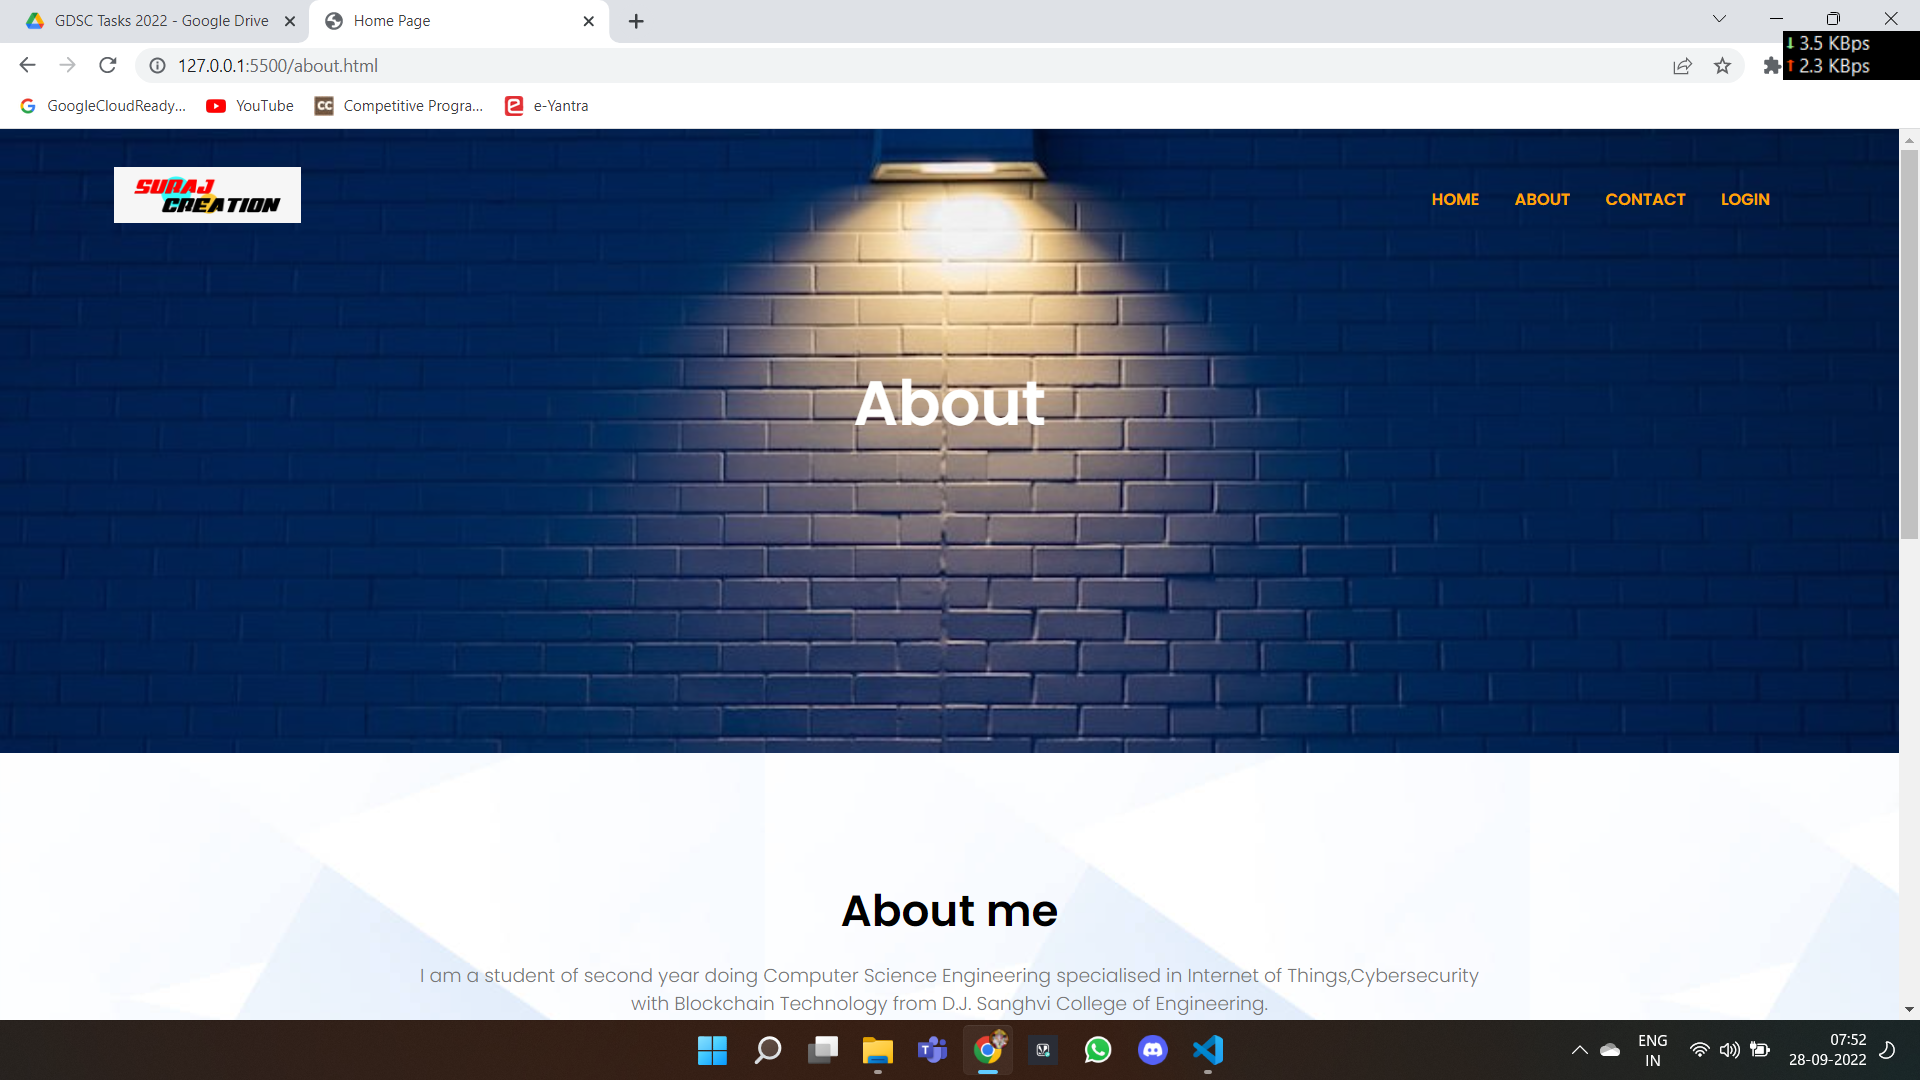 GDSC Tasks 2022 - Google Drive
Home Page
3.5 KBps
2.3 KBps
127.0.0.1:5500/about.html
GoogleCloudReady...
YouTube
CC
Competitive Progra...
e-Yantra
SURAJ
CREATION
HOME
ABOUT
CONTACT
LOGIN
About
About me
I am a student of second year doing Computer Science Engineering specialised in Internet of Things,Cybersecurity
with Blockchain Technology from D.J. Sanghvi College of Engineering.
ENG
IN
07:52
28-09-2022